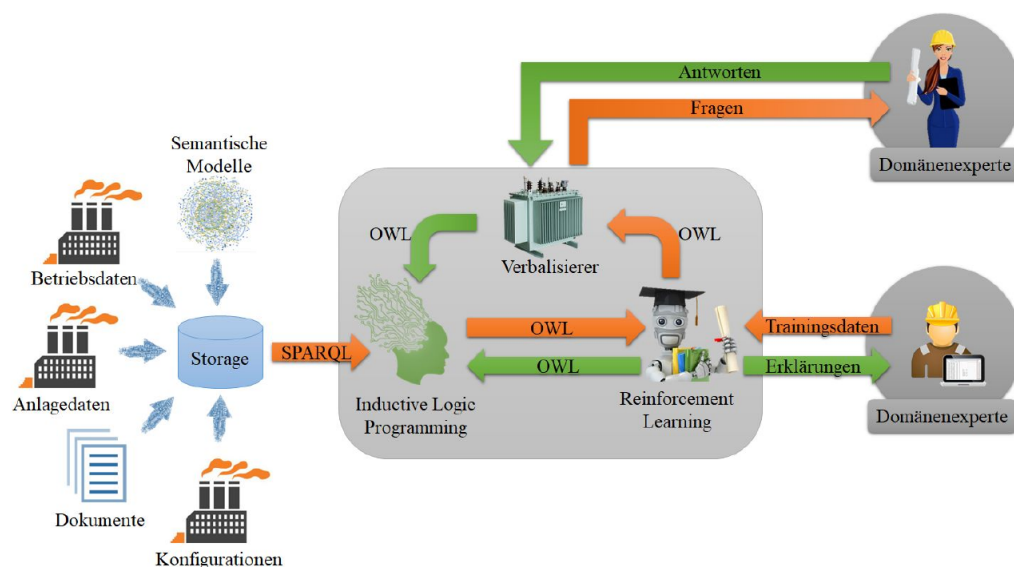 Antworten
Fragen
Domänenexperte
Semantische
Modelle
Betriebsdaten
Anlagedaten
Dokumente
Konfigurationen
Storage
SPARQL
OWL
Verbalisierer
OWL
OWL
OWL
Inductive Logic
Programming
Reinforcement
Learning
Trainingsdaten
Erklärungen
Domänenexperte